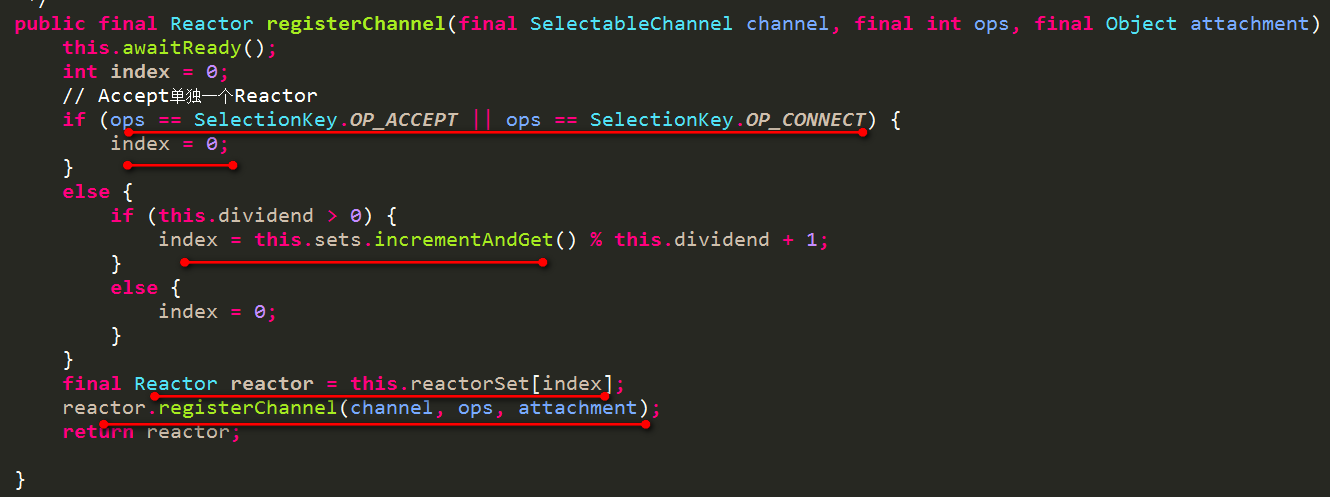 */
public final Reactor registerChannel(final SelectableChannel channel, final int ops, final Object attachment)
this.awaitReady();
int index = 0;
// Accept单独一个Reactor
if (ops == SelectionKey.OP_ACCEPT || ops == SelectionKey.OP_CONNECT) {
index = 0;
}
else {
if (this.dividend > 0) {
index = this.sets.incrementAndGet() % this.dividend + 1;
}
else {
index = 0;
}
}
final Reactor reactor = this.reactorSet[index];
reactor.registerChannel(channel, ops, attachment);
return reactor;
}